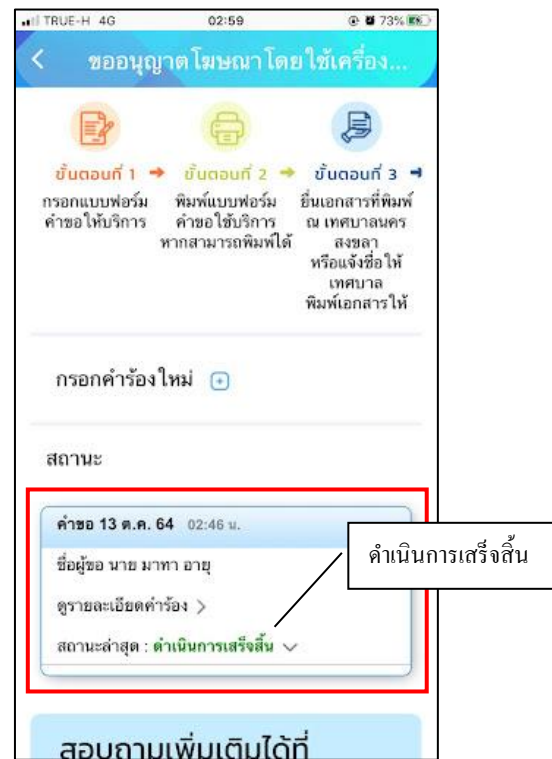 TRUE-H 4G 02:59 73%
ขออนุญาตโฆษณาโดยใช้เครื่อง...
ขั้นตอนที่ 1
กรอกแบบฟอร์ม
คำขอให้บริการ
ขั้นตอนที่ 2
พิมพ์แบบฟอร์ม
คำขอใช้บริการ
หากสามารถพิมพ์ได้
ขั้นตอนที่ 3
ยื่นเอกสารที่พิมพ์
ณ เทศบาลนคร
สงขลา
หรือแจ้งชื่อให้
เทศบาล
พิมพ์เอกสารให้
กรอกคำร้องใหม่
สถานะ
คำขอ 13 ต.ค. 64 02:46 น.
ชื่อผู้ขอ นาย มาทา อายุ
ดูรายละเอียดคำร้อง >
สถานะล่าสุด : ดำเนินการเสร็จสิ้น
ดำเนินการเสร็จสิ้น
สอบถามเพิ่มเติมได้ที่